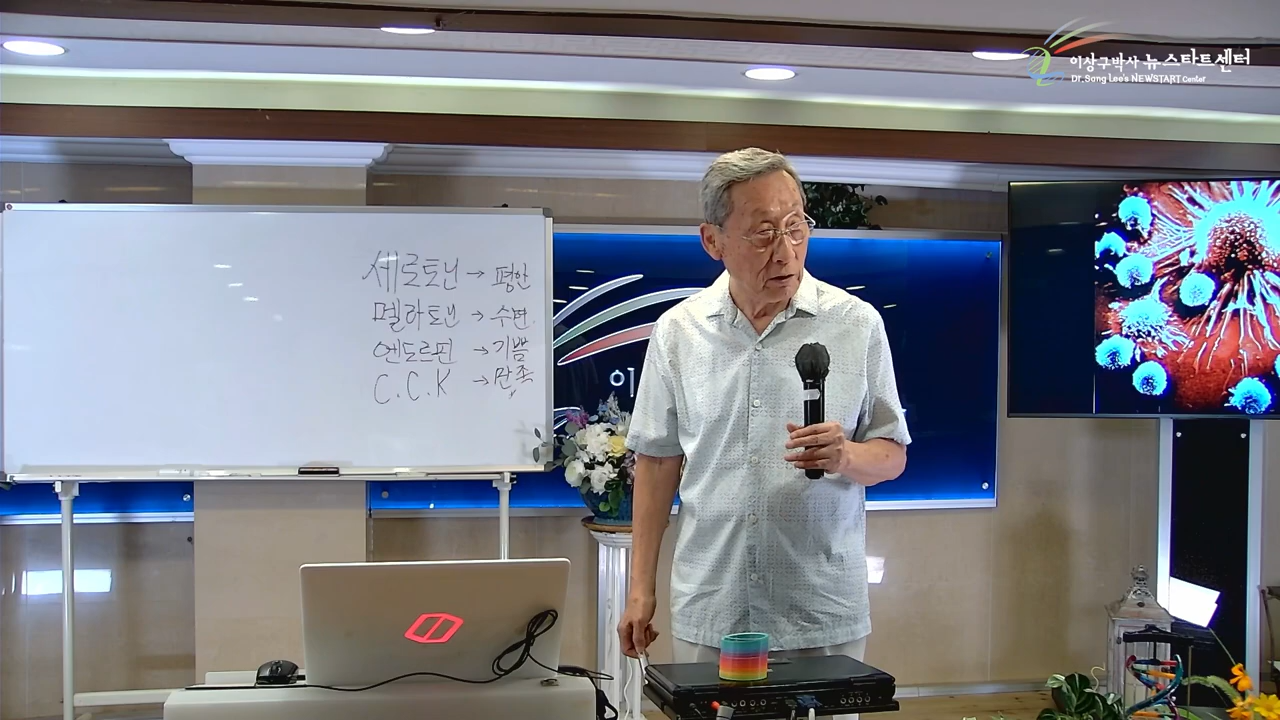 이상구박사 뉴스타트센터
Dr. Sang Lee's NEWSTART Center
세로토닌 → 평안
멜라토닌 → 수면
엔도르핀 → 기쁨
C.C.K → 만족
이